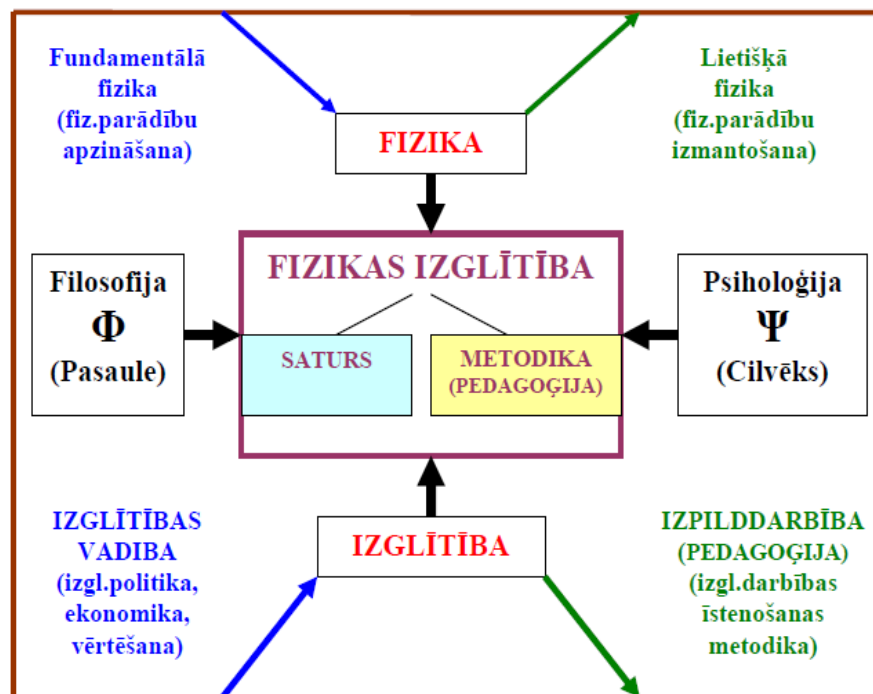 Fundamentālā
fizika
(fiz.parādību
apzināšana)
Lietišķā
fizika
(fiz.parādību
izmantošana)
FIZIKA
FIZIKAS IZGLĪTĪBA
SATURS
METODIKA
(PEDAGOĢIJA)
Filosofija
Φ
(Pasaule)
Psiholoģija
Ψ
(Cilvēks)
IZGLĪTĪBA
IZGLĪTĪBAS
VADIBA
(izgl.politika,
ekonomika,
vērtēšana)
IZPILDDARBĪBA
(PEDAGOĢIJA)
(izgl.darbības
īstenošanas
metodika)